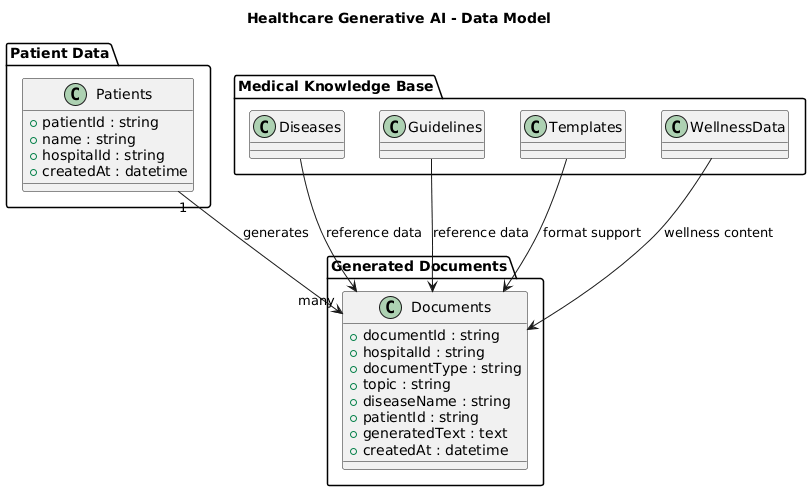 Healthcare Generative AI - Data Model
Patient Data
C Patients
patientId : string
name : string
hospitalId : string
createdAt : datetime
Medical Knowledge Base
C Diseases
C Guidelines
C Templates
C WellnessData
1
generates
reference data
reference data
format support
wellness content
many
Generated Documents
C Documents
documentId : string
hospitalId : string
documentType : string
topic : string
diseaseName : string
patientId : string
generatedText : text
createdAt : datetime